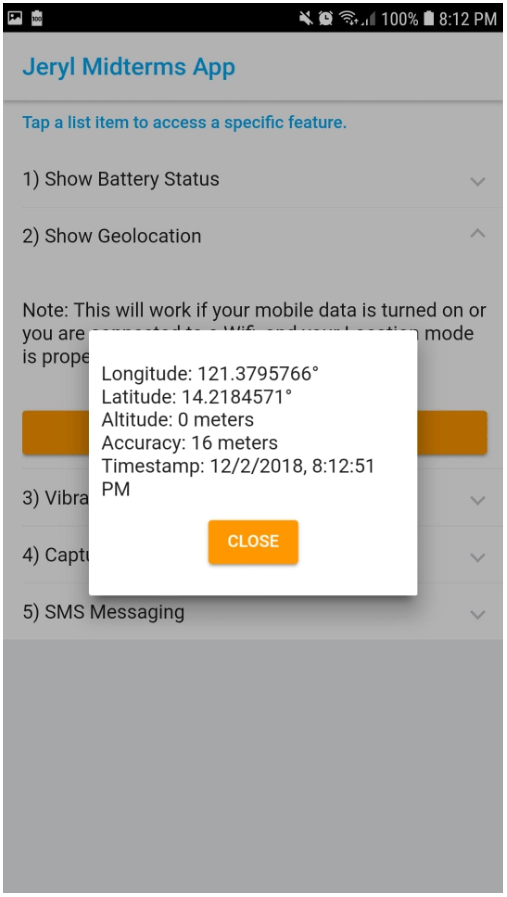 100% 8:12 PM
Jeryl Midterms App
Tap a list item to access a specific feature.
1) Show Battery Status
2) Show Geolocation
Note: This will work if your mobile data is turned on or
you are mode
is
Longitude: 121.3795766°
Latitude: 14.2184571°
Altitude: 0 meters
Accuracy: 16 meters
Timestamp: 12/2/2018, 8:12:51
PM
CLOSE
3)
4)
5) SMS Messaging